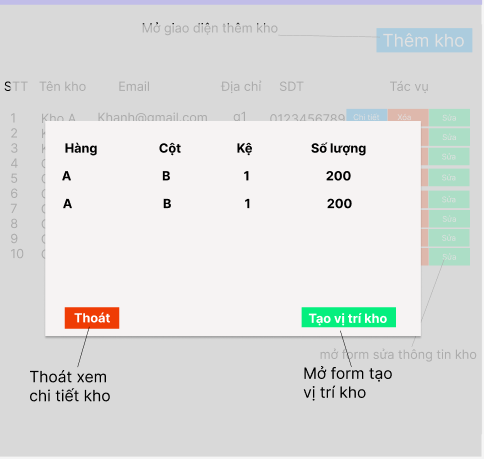 Mở giao diện thêm kho
Thêm kho
STT Tên kho Email Địa chỉ SDT Tác vụ
1 Kho A Khanh@gmail.com q1 0123456789 Chi tiết Xóa Sửa
2 Sửa
3 Sửa
4 Sửa
5 Sửa
6 Sửa
7 Sửa
8 Sửa
9 Sửa
10 Sửa
Hàng Cột Kệ Số lượng
A B 1 200
A B 1 200
Thoát Tạo vị trí kho
mở form sửa thông tin kho
Thoát xem
chi tiết kho
Mở form tạo
vị trí kho